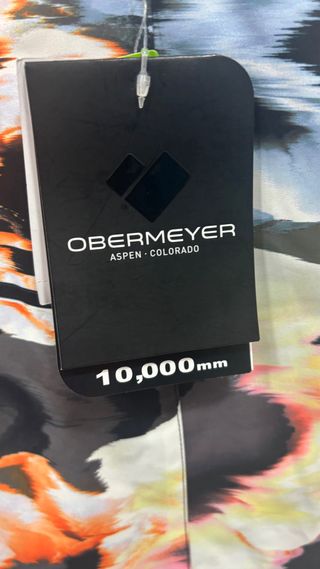 OBERMEYER
ASPEN · COLORADO
10,000mm